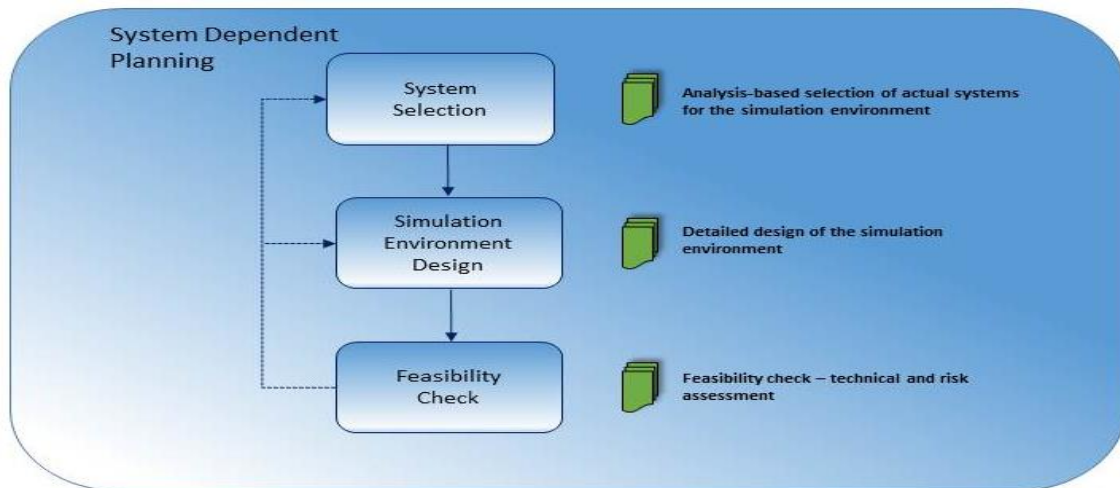 System Dependent
Planning
System
Selection
Analysis-based selection of actual systems
for the simulation environment
Simulation
Environment
Design
Detailed design of the simulation
environment
Feasibility
Check
Feasibility check – technical and risk
assessment